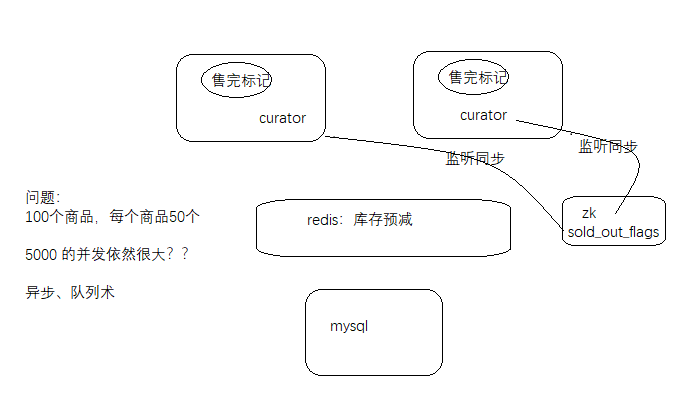 售完标记
curator
售完标记
curator
监听同步
监听同步
问题：
100个商品，每个商品50个
5000 的并发依然很大？？
异步、队列术
redis：库存预减
zk
sold_out_flags
mysql